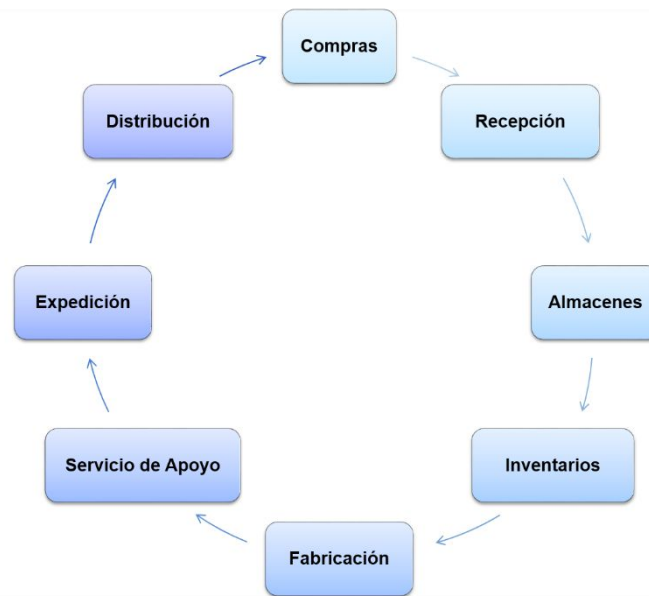 Compras
Recepción
Almacenes
Inventarios
Fabricación
Servicio de Apoyo
Expedición
Distribución